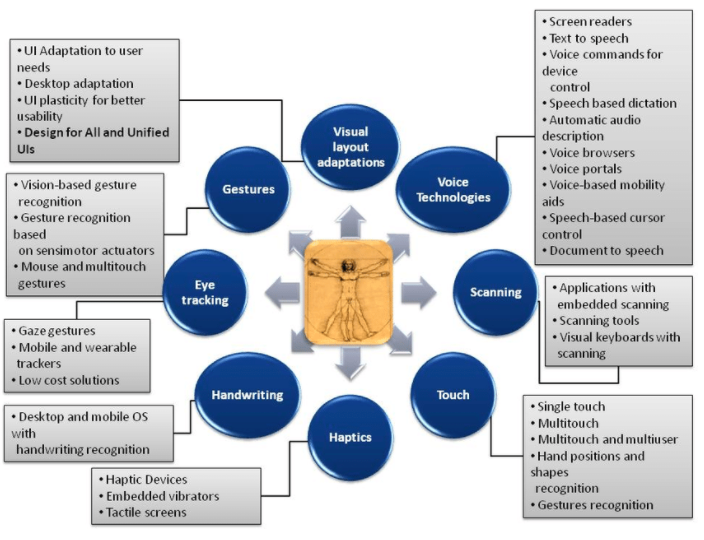 • UI Adaptation to user
needs
• Desktop adaptation
• UI plasticity for better
usability
• Design for All and Unified
UIs
Visual
layout
adaptations
• Screen readers
• Text to speech
• Voice commands for
device
control
• Speech based dictation
• Automatic audio
description
• Voice browsers
• Voice portals
• Voice-based mobility
aids
• Speech-based cursor
control
• Document to speech
Gestures
Voice
Technologies
• Vision-based gesture
recognition
• Gesture recognition
based
on sensimotor actuators
• Mouse and multitouch
gestures
Eye
tracking
Scanning
• Applications with
embedded scanning
• Scanning tools
• Visual keyboards with
scanning
• Gaze gestures
• Mobile and wearable
trackers
• Low cost solutions
Handwriting
Touch
• Desktop and mobile OS
with
handwriting recognition
Haptics
• Single touch
• Multitouch
• Multitouch and multiuser
• Hand positions and
shapes
recognition
• Gestures recognition
• Haptic Devices
• Embedded vibrators
• Tactile screens